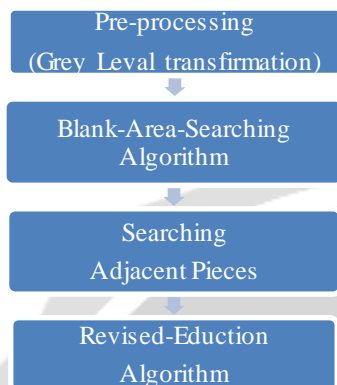 Pre-processing
(Grey Leval transfirmation)
Blank-Area-Searching
Algorithm
Searching
Adjacent Pieces
Revised-Eduction
Algorithm